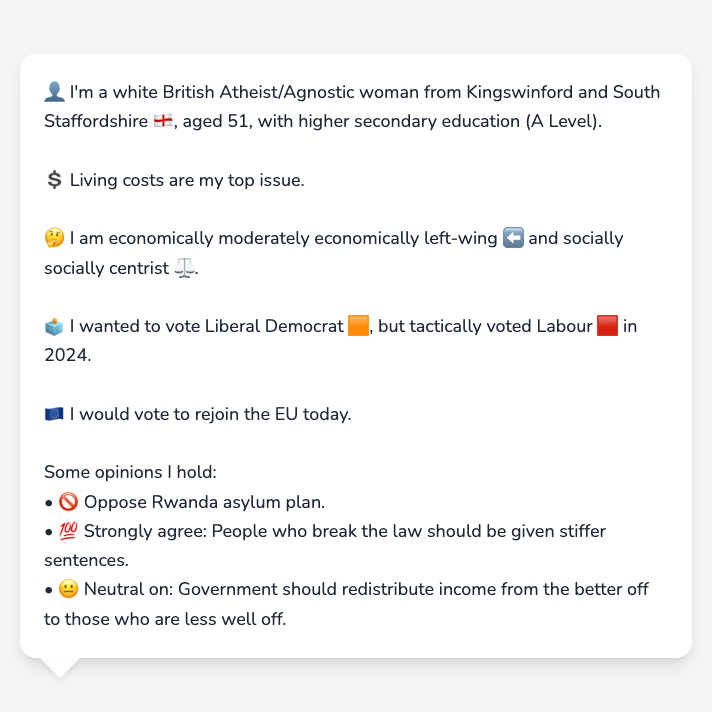 👤 I'm a white British Atheist/Agnostic woman from Kingswinford and South
Staffordshire 🏴󠁧󠁢󠁥󠁮󠁧󠁿, aged 51, with higher secondary education (A Level).
💲 Living costs are my top issue.
🤔 I am economically moderately economically left-wing ⬅️ and socially
socially centrist ⚖️.
🗳️ I wanted to vote Liberal Democrat 🟧, but tactically voted Labour 🟥 in
2024.
🇪🇺 I would vote to rejoin the EU today.
Some opinions I hold:
• 🚫 Oppose Rwanda asylum plan.
• 💯 Strongly agree: People who break the law should be given stiffer
sentences.
• 😐 Neutral on: Government should redistribute income from the better off
to those who are less well off.